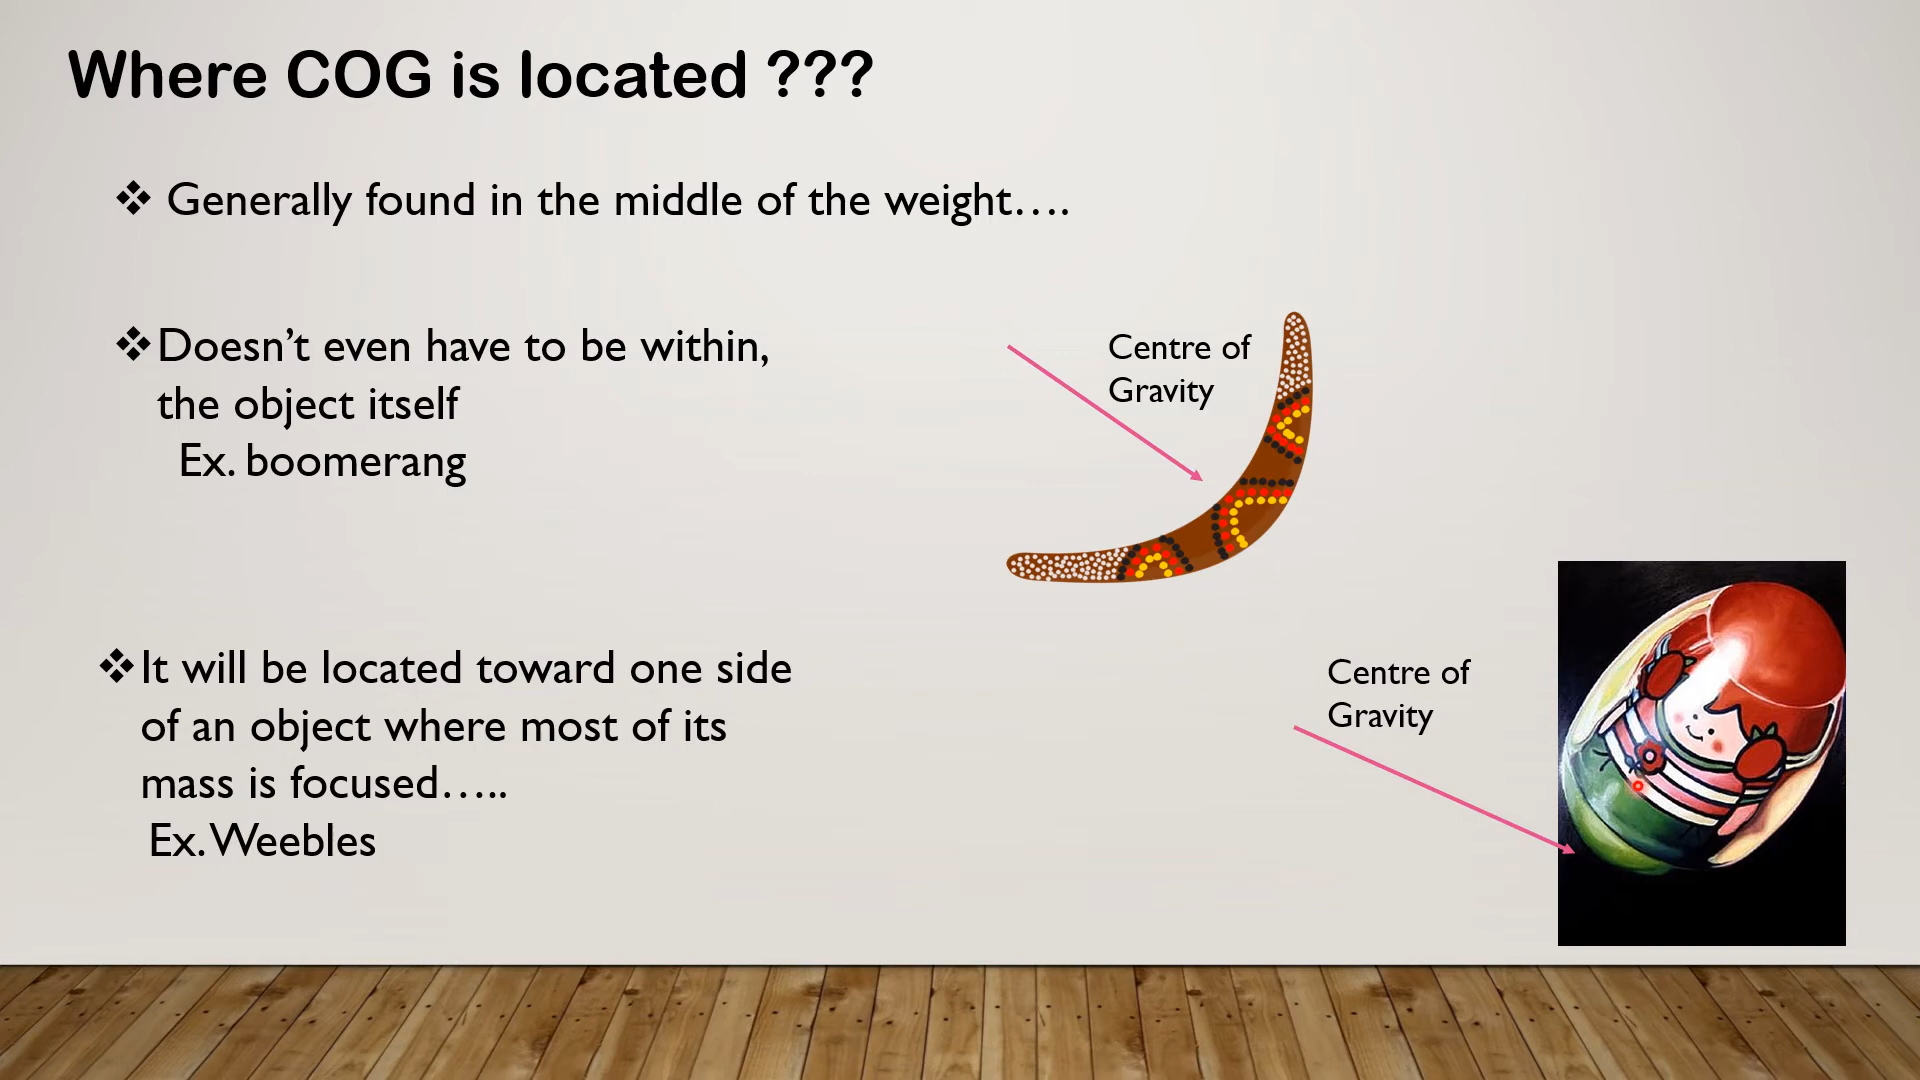 Where COG is located ???
❖ Generally found in the middle of the weight….
❖Doesn’t even have to be within,
the object itself
Ex. boomerang
Centre of
Gravity
❖It will be located toward one side
of an object where most of its
mass is focused…..
Ex. Weebles
Centre of
Gravity